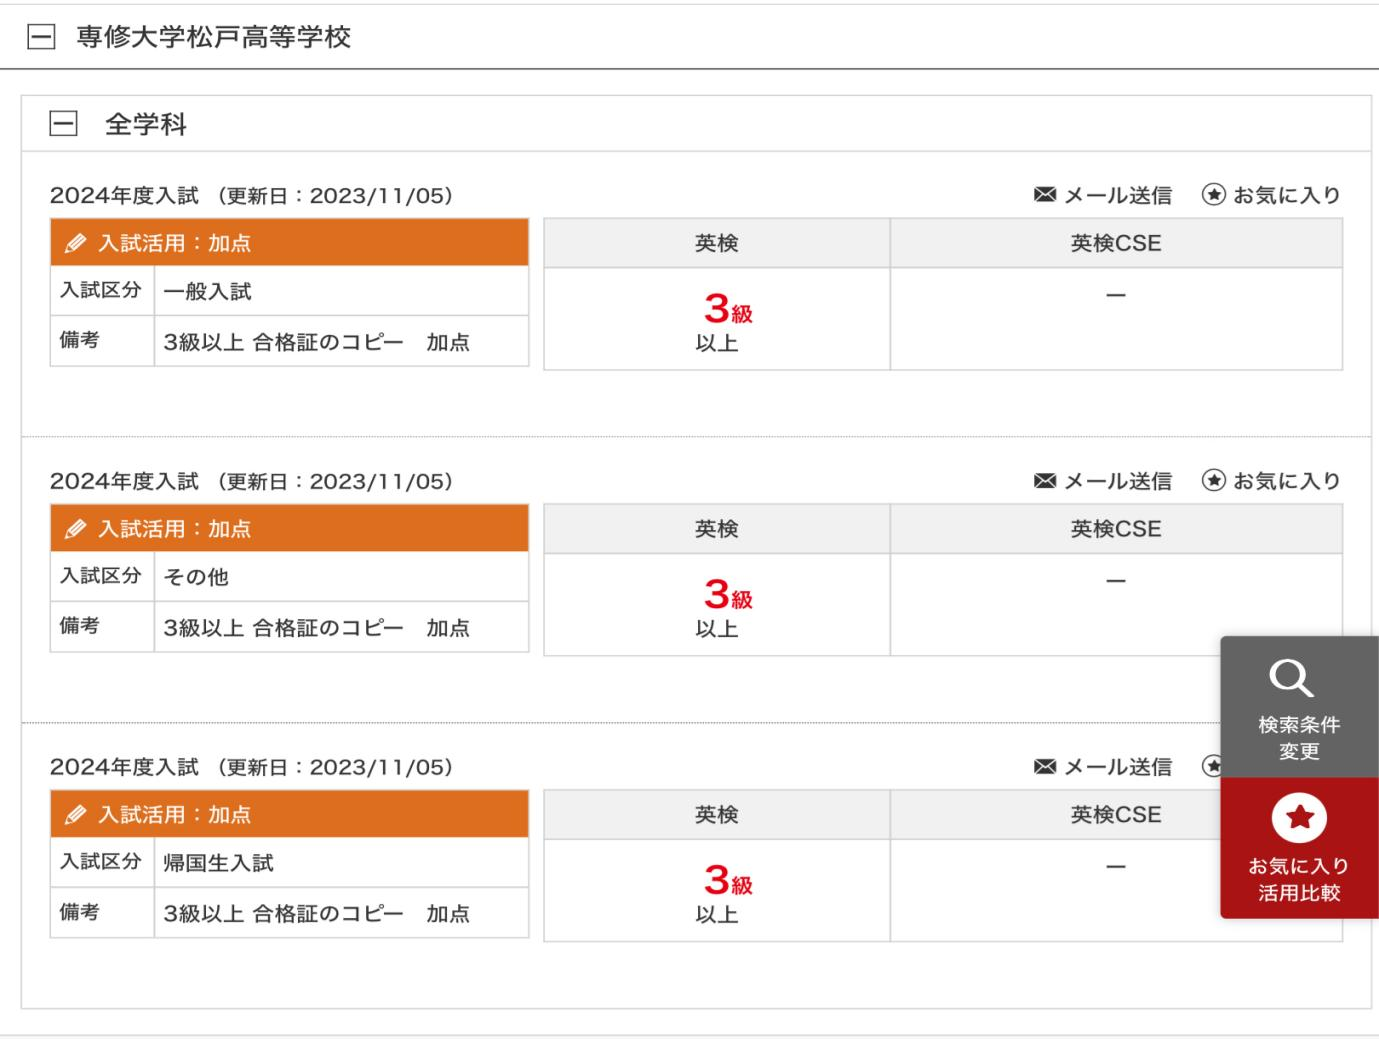 専修大学松戸高等学校
全学科
2024年度入試 （更新日：2023/11/05）
メール送信 お気に入り
入試活用：加点
英検 英検CSE
入試区分 一般入試
3級
以上
—
備考 3級以上 合格証のコピー　加点
2024年度入試 （更新日：2023/11/05）
メール送信 お気に入り
入試活用：加点
英検 英検CSE
入試区分 その他
3級
以上
—
備考 3級以上 合格証のコピー　加点
2024年度入試 （更新日：2023/11/05）
メール送信
入試活用：加点
英検 英検CSE
入試区分 帰国生入試
3級
以上
—
備考 3級以上 合格証のコピー　加点
検索条件
変更
お気に入り
活用比較